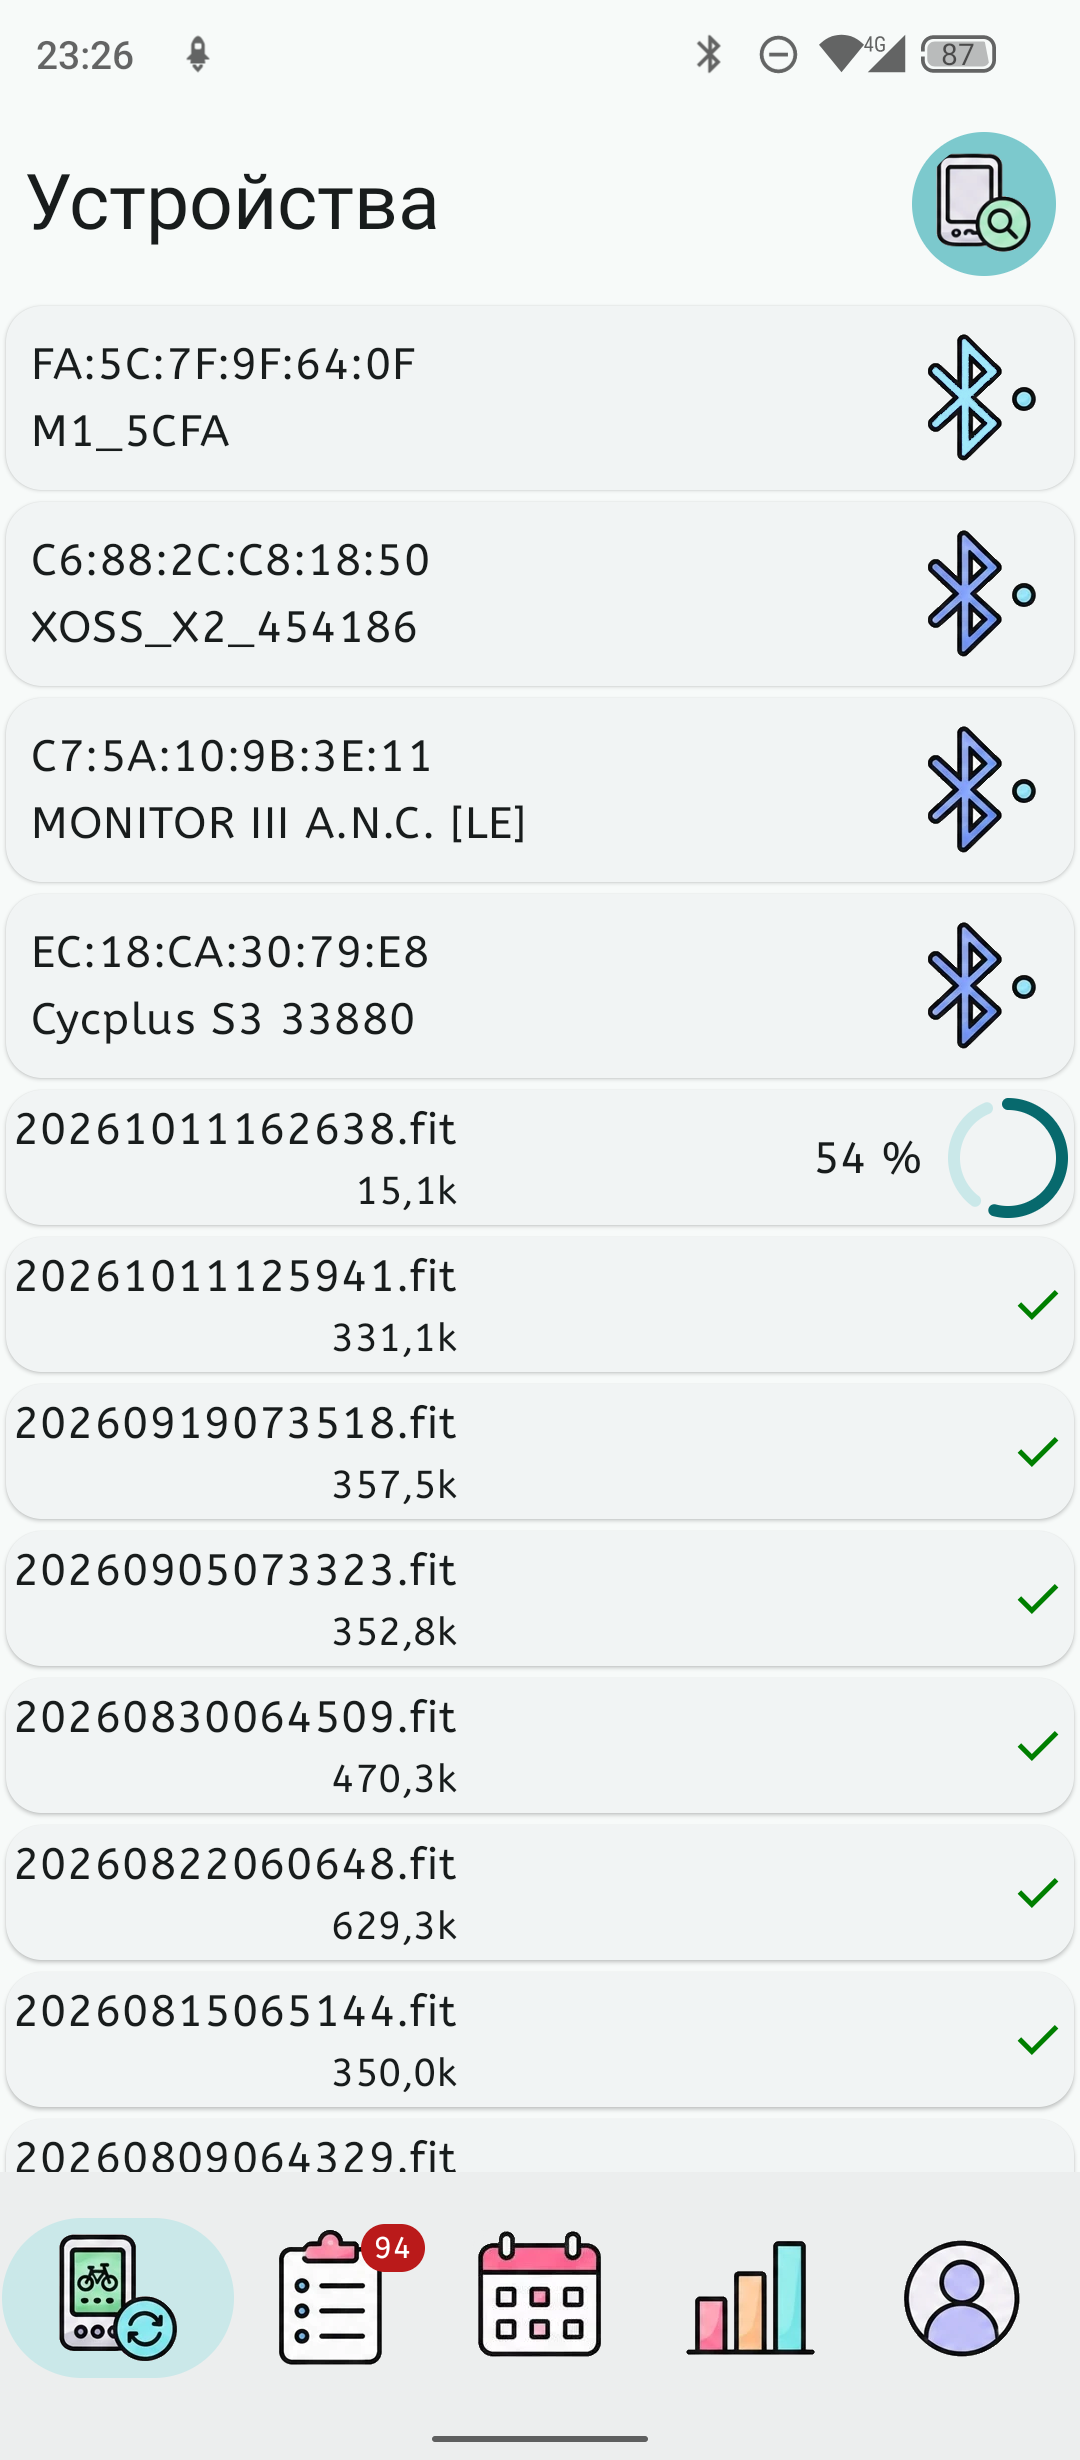 23:26
4G
87
Устройства
FA:5C:7F:9F:64:0F
M1_5CFA
C6:88:2C:C8:18:50
XOSS_X2_454186
C7:5A:10:9B:3E:11
MONITOR III A.N.C. [LE]
EC:18:CA:30:79:E8
Cycplus S3 33880
20261011162638.fit
15,1k
54 %
20261011125941.fit
331,1k
20260919073518.fit
357,5k
20260905073323.fit
352,8k
20260830064509.fit
470,3k
20260822060648.fit
629,3k
20260815065144.fit
350,0k
20260809064329.fit
94